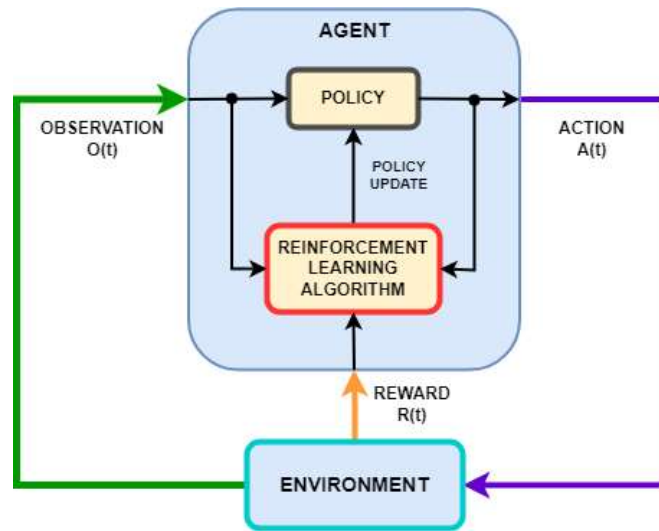 AGENT
POLICY
OBSERVATION
O(t)
ACTION
A(t)
POLICY
UPDATE
REINFORCEMENT
LEARNING
ALGORITHM
REWARD
R(t)
ENVIRONMENT